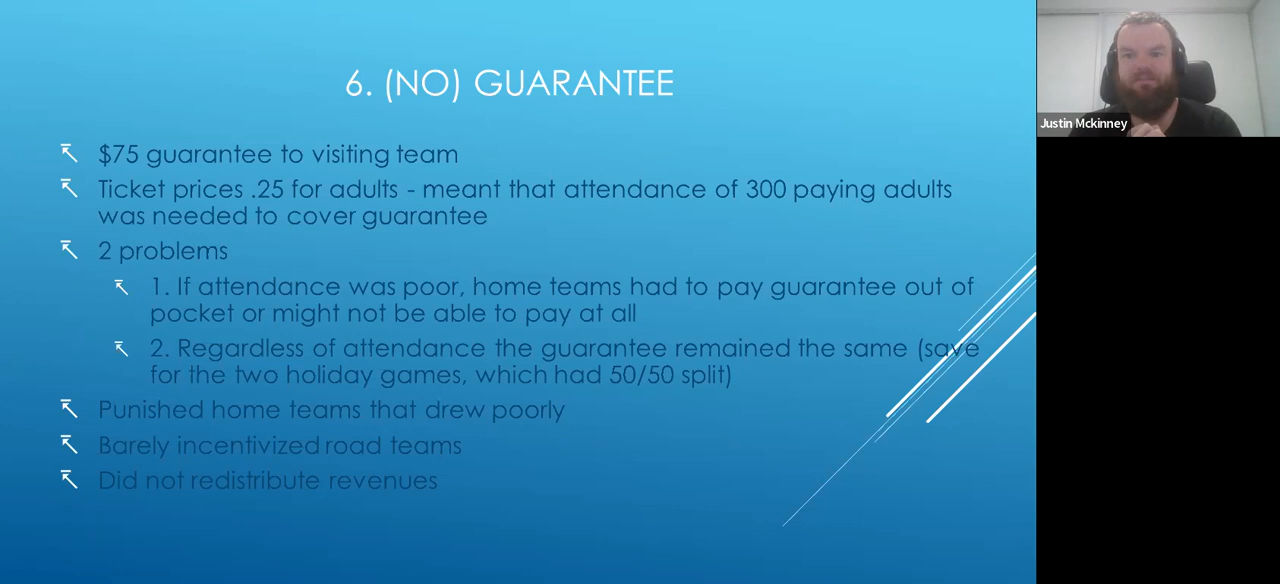 6. (NO) GUARANTEE
$75 guarantee to visiting team
Ticket prices .25 for adults - meant that attendance of 300 paying adults
was needed to cover guarantee
2 problems
1. If attendance was poor, home teams had to pay guarantee out of
pocket or might not be able to pay at all
2. Regardless of attendance the guarantee remained the same (save
for the two holiday games, which had 50/50 split)
Punished home teams that drew poorly
Barely incentivized road teams
Did not redistribute revenues
Justin Mckinney